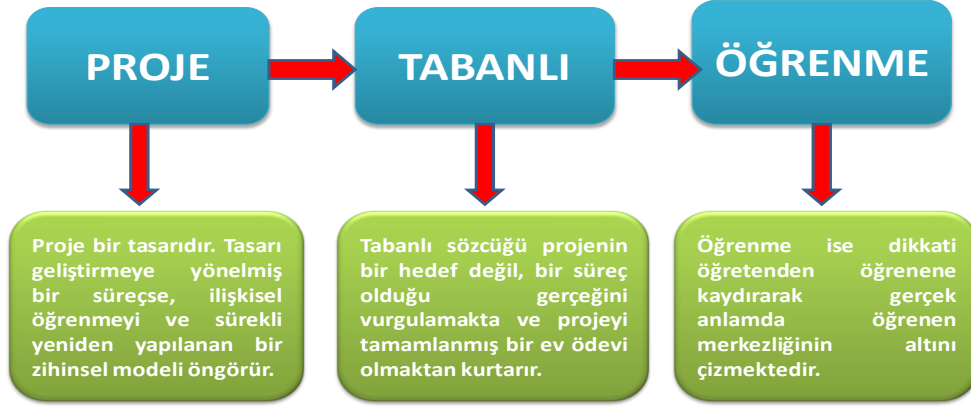 PROJE
TABANLI
ÖĞRENME
Proje bir tasarıdır. Tasarı
geliştirmeye yönelmiş
bir süreçse, ilişkisel
öğrenmeyi ve sürekli
yeniden yapılanan bir
zihinsel modeli öngörür.
Tabanlı sözcüğü projenin
bir hedef değil, bir süreç
olduğu gerçeğini
vurgulamakta ve projeyi
tamamlanmış bir ev ödevi
olmaktan kurtarır.
Öğrenme ise dikkati
öğretenden öğrenene
kaydırarak gerçek
anlamda öğrenen
merkezliğinin altını
çizmektedir.